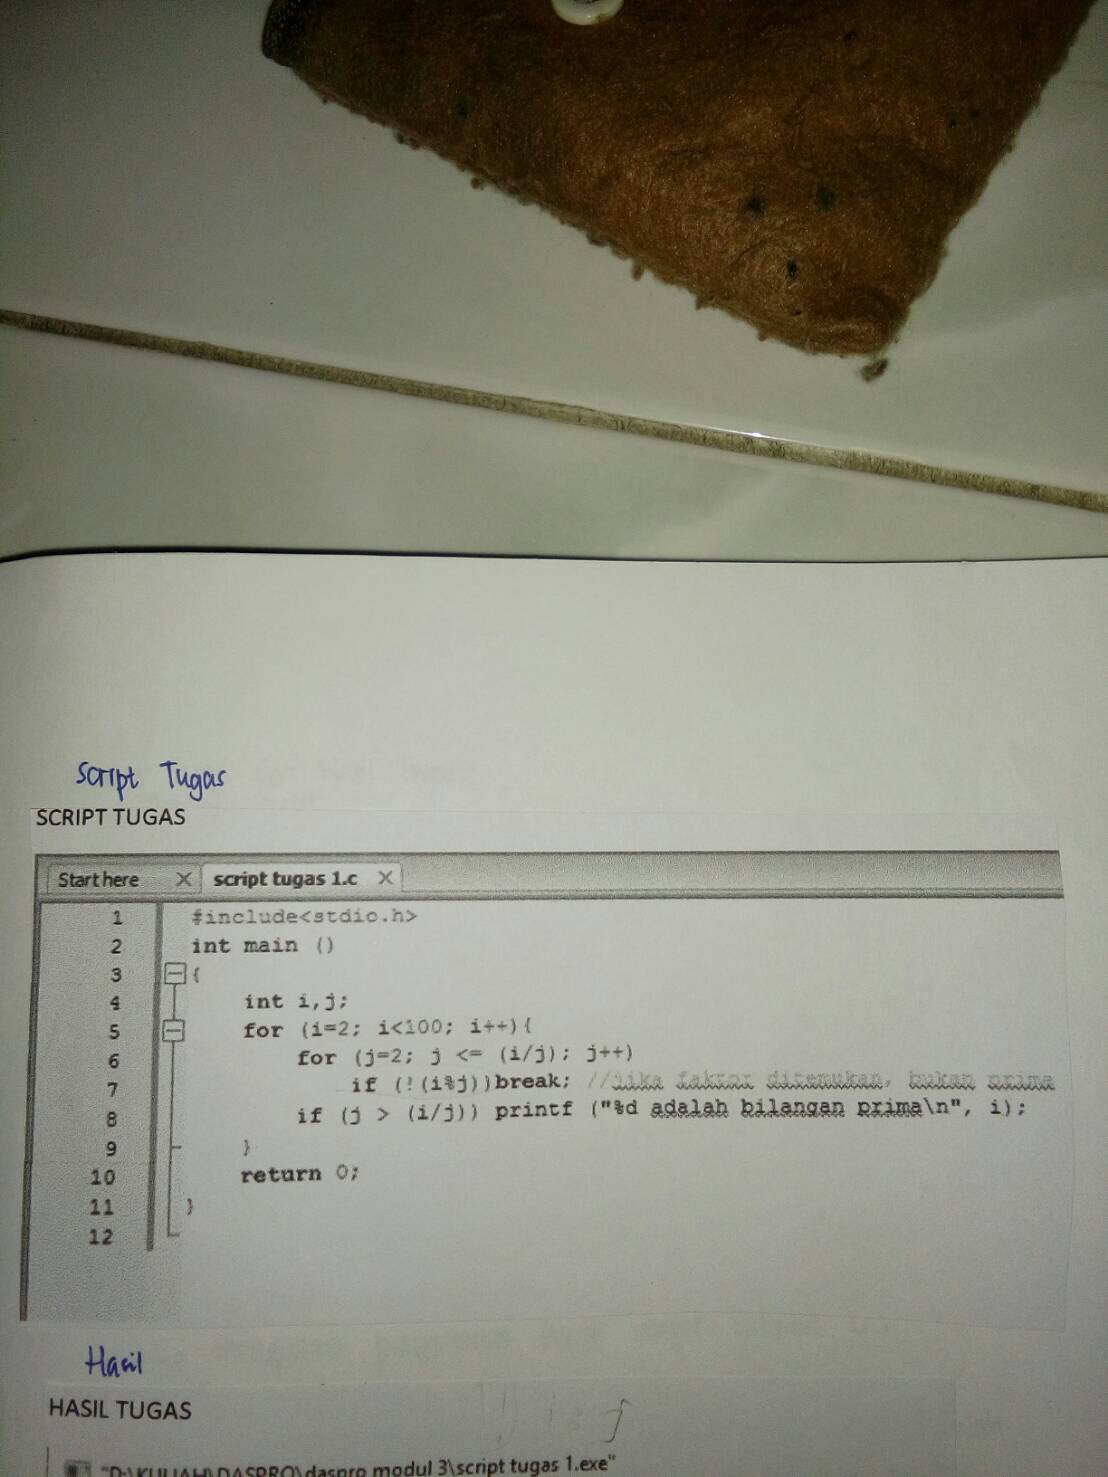 Script Tugas
SCRIPT TUGAS
Start here X script tugas 1.c X
1 #include<stdio.h>
2 int main ()
3 {
4 int i,j;
5 for (i=2; i<100; i++){
6 for (j=2; j <= (i/j); j++)
7 if (!(i%j))break; //jika faktor ditemukan, bukan prima
8 if (j > (i/j)) printf ("%d adalah bilangan prima\n", i);
9 }
10 return 0;
11 }
12
Hasil
HASIL TUGAS
"D:\KULIAH\DASPRO\daspro modul 3\script tugas 1.exe"